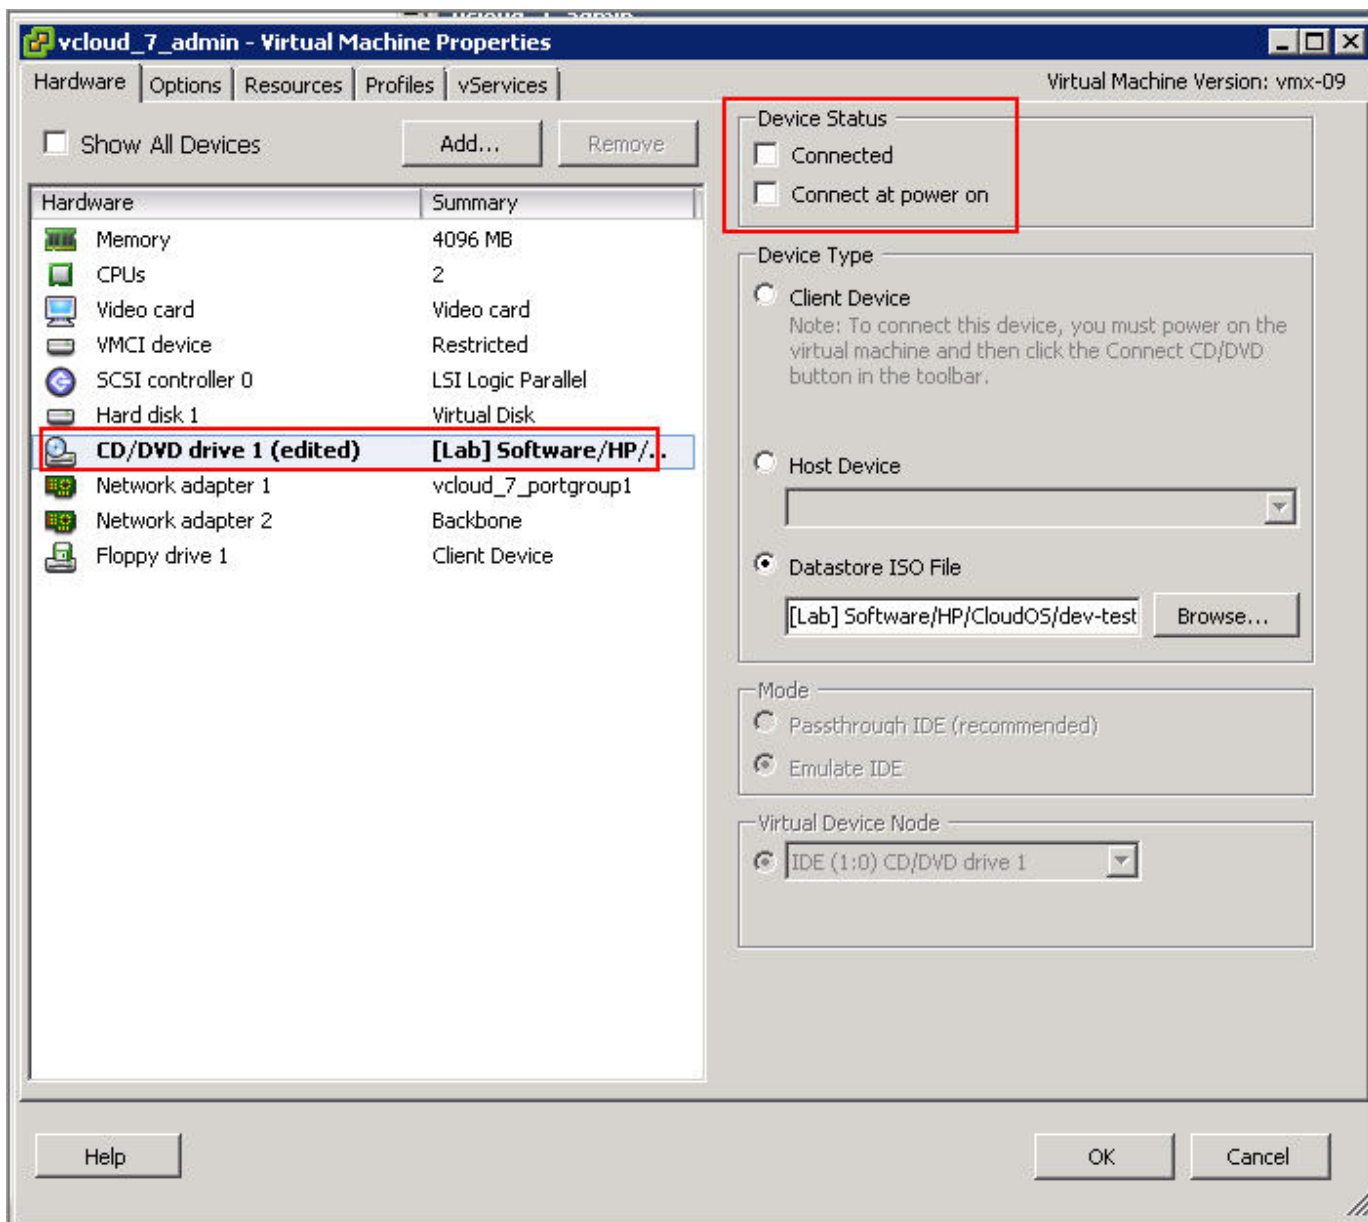 vcloud_7_admin - Virtual Machine Properties
Hardware Options Resources Profiles vServices Virtual Machine Version: vmx-09
Show All Devices Add... Remove
Hardware Summary
Memory 4096 MB
CPUs 2
Video card Video card
VMCI device Restricted
SCSI controller 0 LSI Logic Parallel
Hard disk 1 Virtual Disk
CD/DVD drive 1 (edited) [Lab] Software/HP/...
Network adapter 1 vcloud_7_portgroup1
Network adapter 2 Backbone
Floppy drive 1 Client Device
Device Status
Connected
Connect at power on
Device Type
Client Device
Note: To connect this device, you must power on the
virtual machine and then click the Connect CD/DVD
button in the toolbar.
Host Device
Datastore ISO File
[Lab] Software/HP/CloudOS/dev-test Browse...
Mode
Passthrough IDE (recommended)
Emulate IDE
Virtual Device Node
IDE (1:0) CD/DVD drive 1
Help OK Cancel